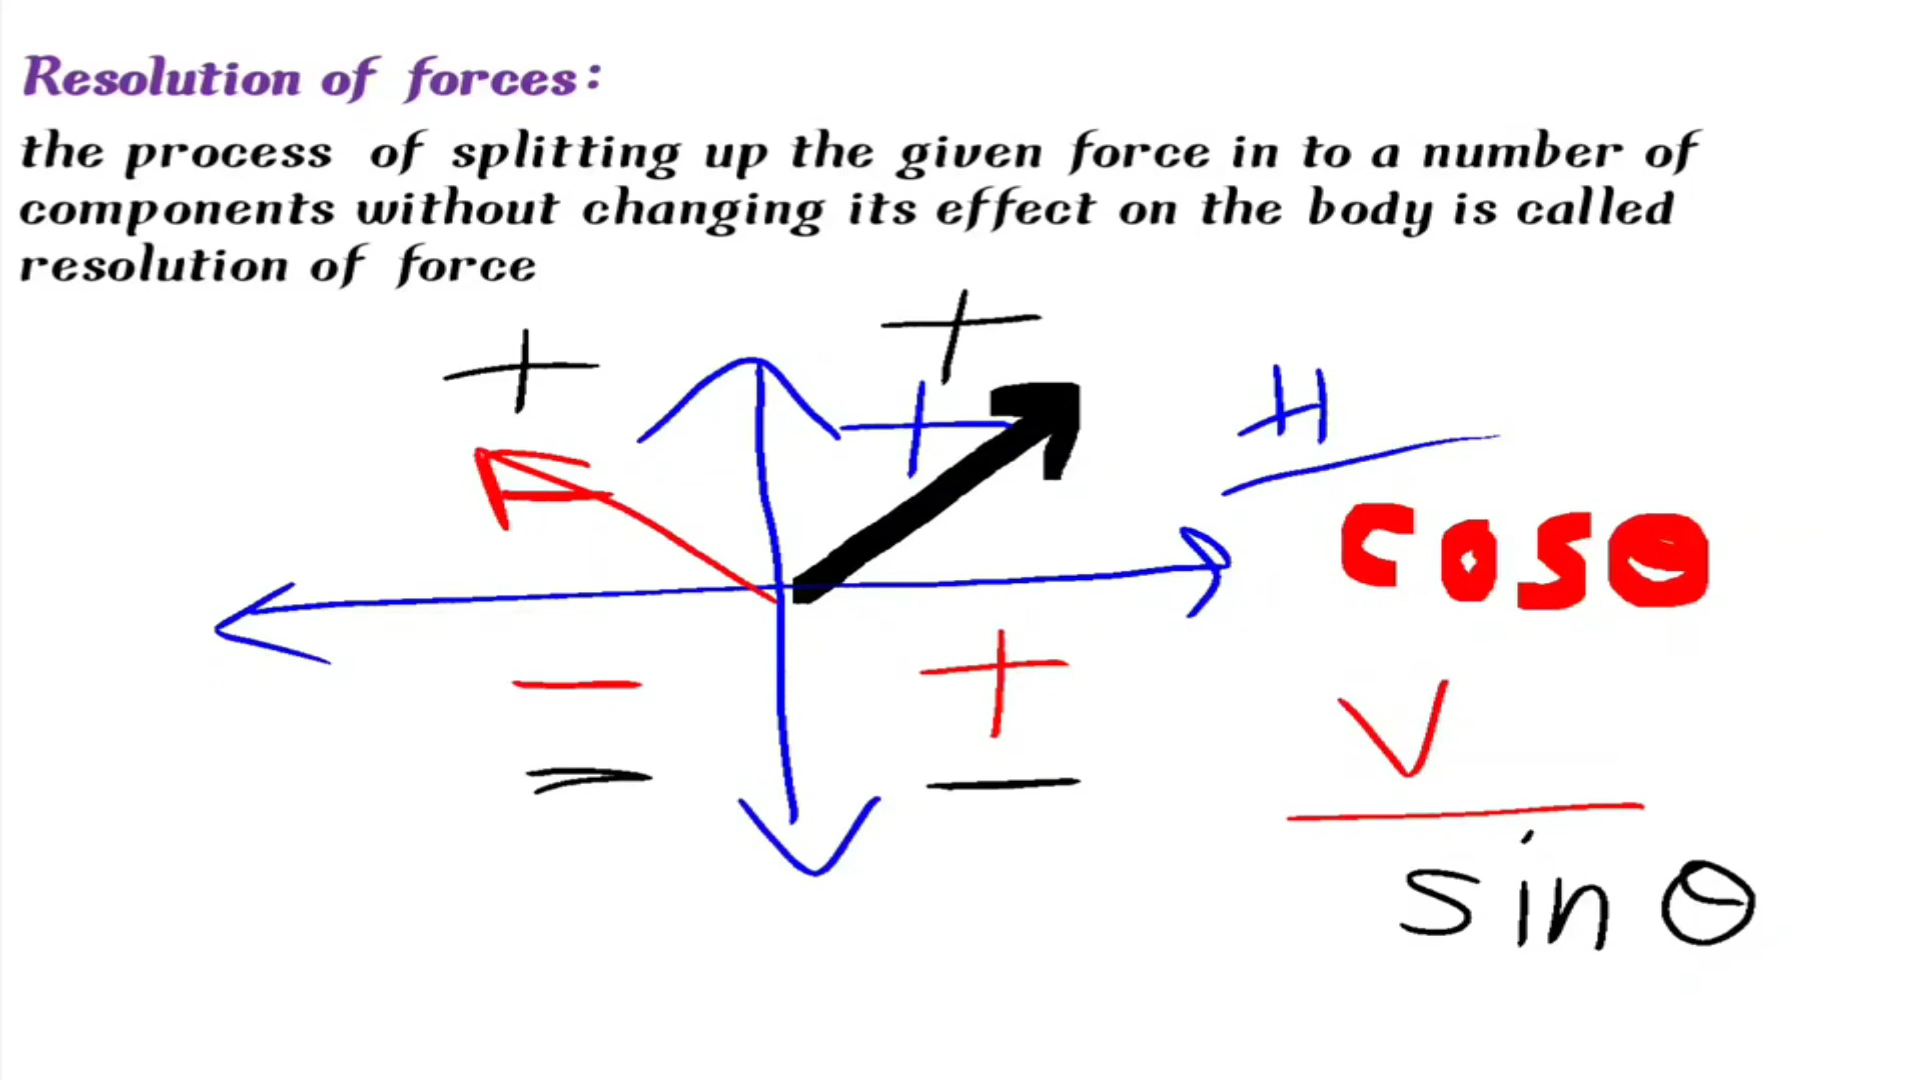 Resolution of forces:
the process of splitting up the given force in to a number of
components without changing its effect on the body is called
resolution of force
+ +
+ H
cosθ
− +
V
= −
sin θ